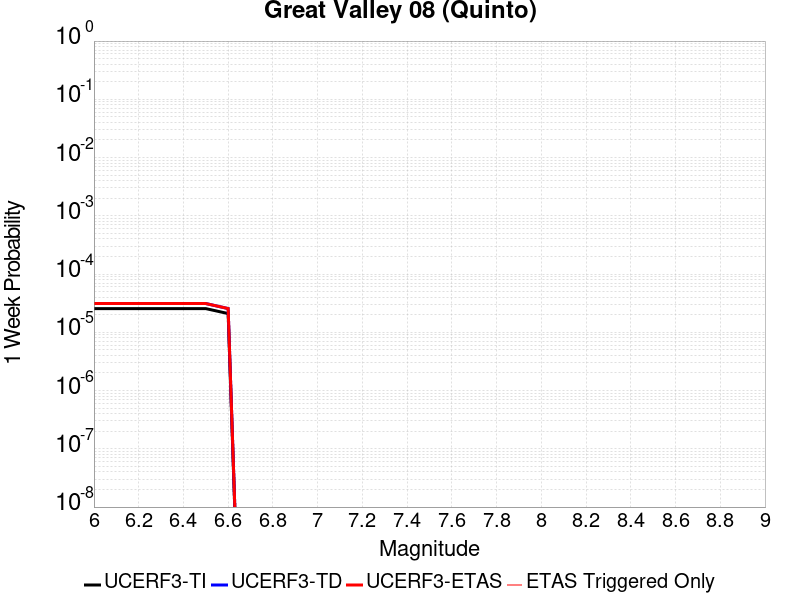 Great Valley 08 (Quinto)
10^0
10^-1
10^-2
10^-3
10^-4
10^-5
10^-6
10^-7
10^-8
1 Week Probability
6 6.2 6.4 6.6 6.8 7 7.2 7.4 7.6 7.8 8 8.2 8.4 8.6 8.8 9
Magnitude
UCERF3-TI UCERF3-TD UCERF3-ETAS ETAS Triggered Only